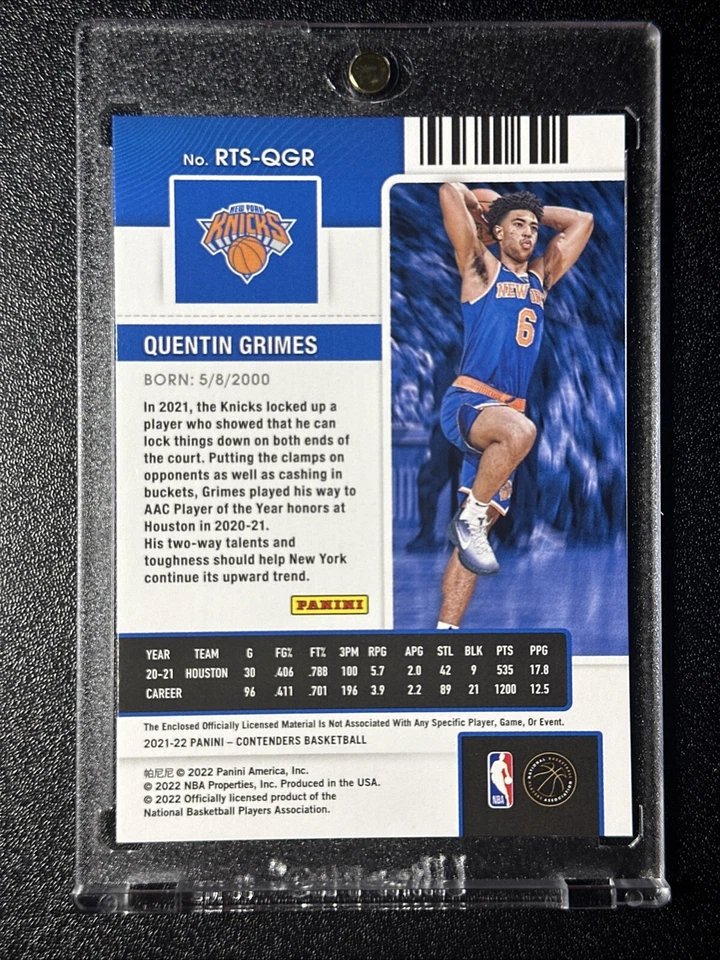 No. RTS-QGR
NEW YORK
KNICKS
NEW
6
QUENTIN GRIMES
BORN: 5/8/2000
In 2021, the Knicks locked up a
player who showed that he can
lock things down on both ends of
the court. Putting the clamps on
opponents as well as cashing in
buckets, Grimes played his way to
AAC Player of the Year honors at
Houston in 2020-21.
His two-way talents and
toughness should help New York
continue its upward trend.
PANINI
YEAR TEAM G FG% FT% 3PM RPG APG STL BLK PTS PPG
20-21 HOUSTON 30 .406 .788 100 5.7 2.0 42 9 535 17.8
CAREER 96 .411 .701 196 3.9 2.2 89 21 1200 12.5
The Enclosed Officially Licensed Material Is Not Associated With Any Specific Player, Game, Or Event.
2021-22 PANINI – CONTENDERS BASKETBALL
帕尼尼 © 2022 Panini America, Inc.
© 2022 NBA Properties, Inc. Produced in the USA.
© 2022 Officially licensed product of the
National Basketball Players Association.
NBA
NATIONAL BASKETBALL PLAYERS ASSOCIATION